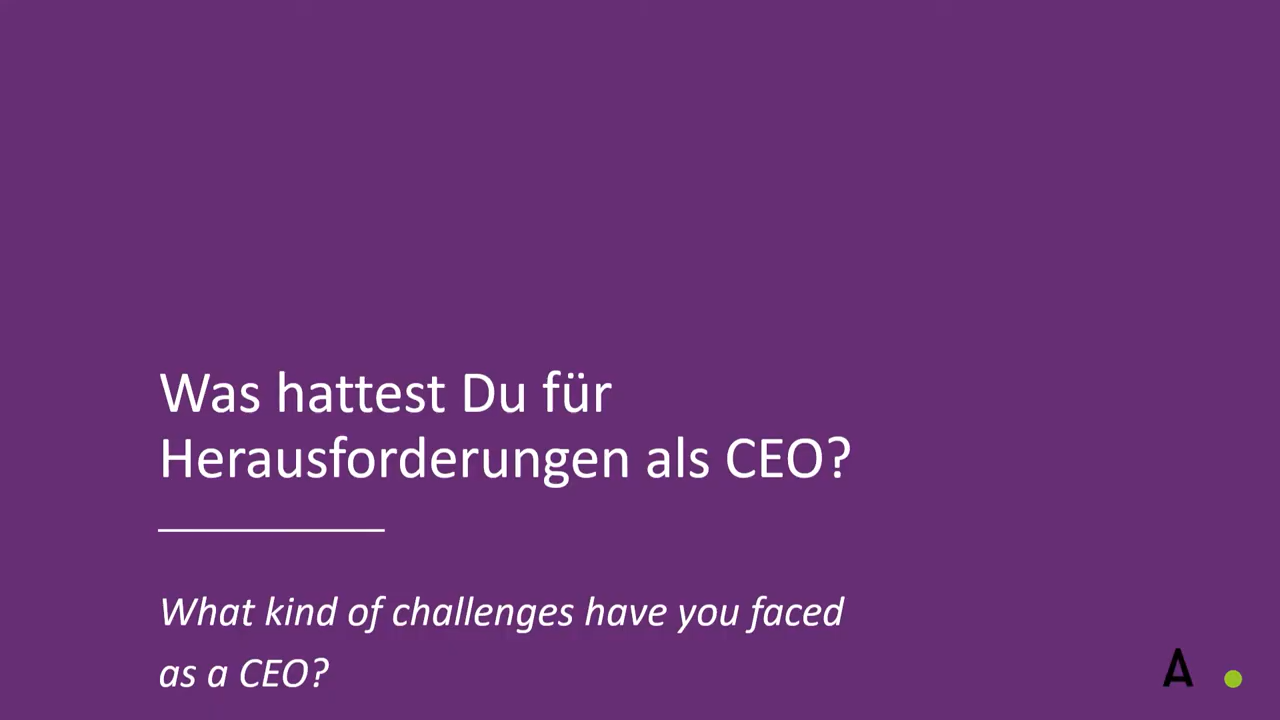 Was hattest Du für
Herausforderungen als CEO?
What kind of challenges have you faced
as a CEO?
A